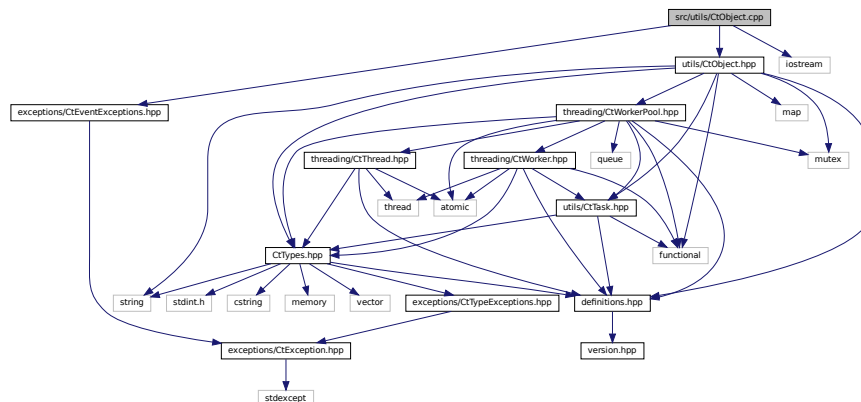 src/utils/CtObject.cpp
utils/CtObject.hpp
iostream
exceptions/CtEventExceptions.hpp
threading/CtWorkerPool.hpp
map
threading/CtThread.hpp
threading/CtWorker.hpp
queue
mutex
thread
atomic
utils/CtTask.hpp
CtTypes.hpp
functional
string
stdint.h
cstring
memory
vector
exceptions/CtTypeExceptions.hpp
definitions.hpp
exceptions/CtException.hpp
version.hpp
stdexcept